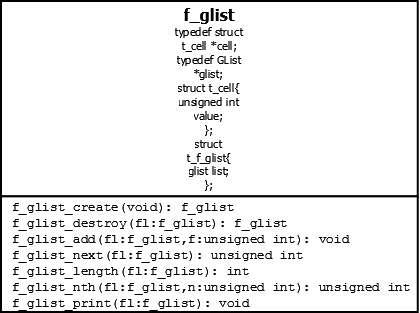 f_glist
typedef struct
t_cell *cell;
typedef GList
*glist;
struct t_cell{
unsigned int
value;
};
struct
t_f_glist{
glist list;
};
f_glist_create(void): f_glist
f_glist_destroy(fl:f_glist): f_glist
f_glist_add(fl:f_glist,f:unsigned int): void
f_glist_next(fl:f_glist): unsigned int
f_glist_length(fl:f_glist): int
f_glist_nth(fl:f_glist,n:unsigned int): unsigned int
f_glist_print(fl:f_glist): void